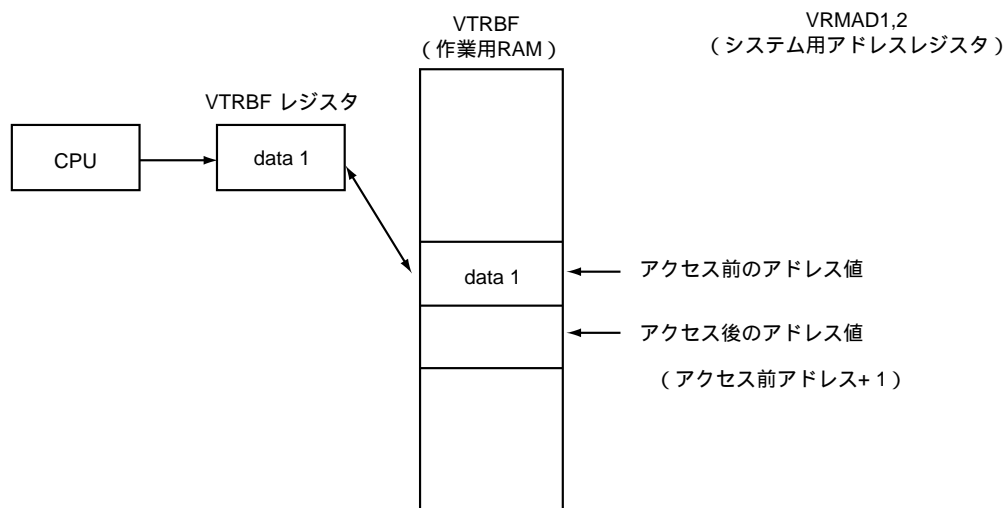 VTRBF
（作業用RAM）
VRMAD1,2
（システム用アドレスレジスタ）
VTRBF レジスタ
CPU
data 1
data 1
アクセス前のアドレス値
アクセス後のアドレス値
（アクセス前アドレス+ 1）